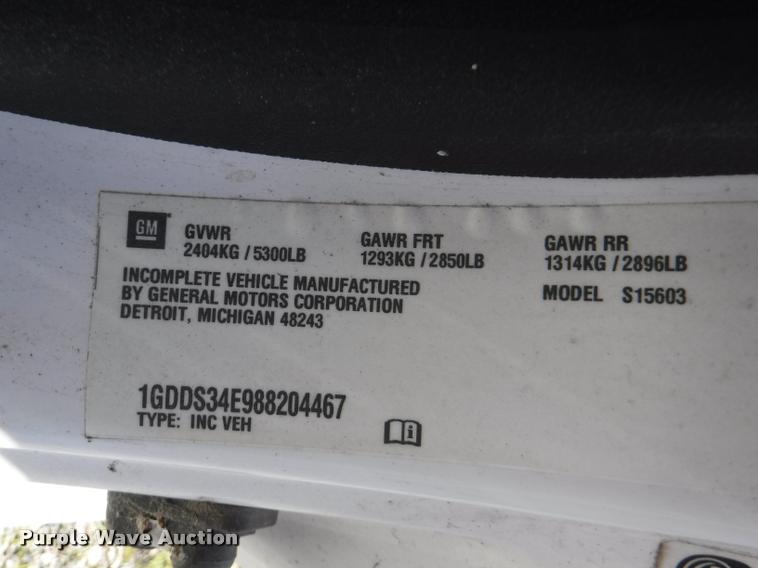 GM
GVWR
2404KG / 5300LB
GAWR FRT
1293KG / 2850LB
GAWR RR
1314KG / 2896LB
INCOMPLETE VEHICLE MANUFACTURED
BY GENERAL MOTORS CORPORATION
DETROIT, MICHIGAN 48243
MODEL S15603
1GDDS34E988204467
TYPE: INC VEH
i
Purple Wave Auction